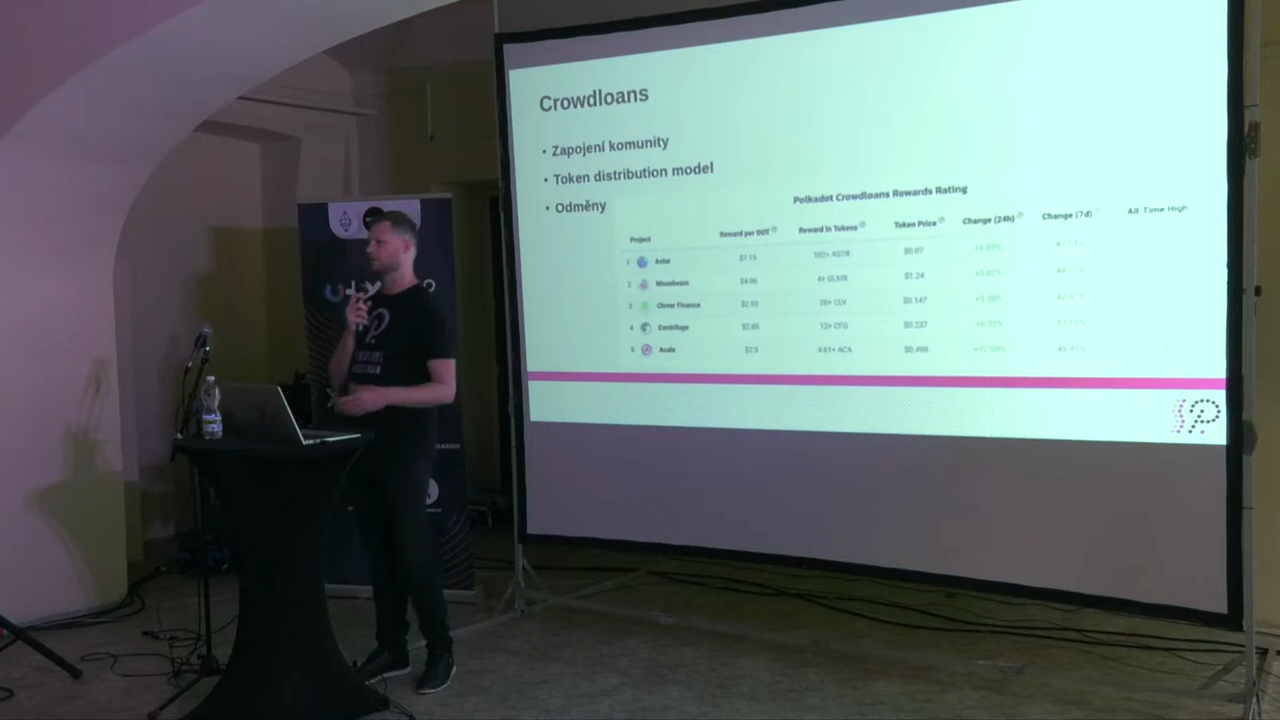 Crowdloans
• Zapojení komunity
• Token distribution model
• Odměny
Polkadot Crowdloans Rewards Rating
Project Reward per DOT Reward In Tokens Token Price Change (24h) Change (7d) All Time High
1 Astar $7.15 102+ ASTR $0.07
2 Moonbeam $4.96 4+ GLMR $1.24
3 Clover Finance $2.93 20+ CLV $0.147
4 Centrifuge $2.85 12+ CFG $0.237
5 Acala $2.3 4.61+ ACA $0.498